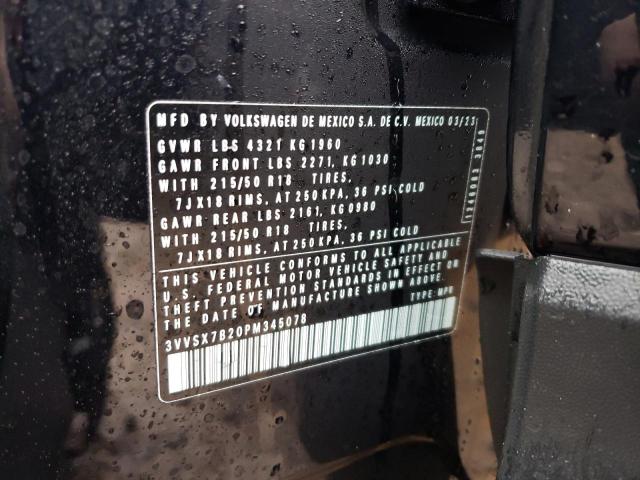 MFD BY VOLKSWAGEN DE MEXICO S.A. DE C.V. MEXICO 03/23
GVWR LBS 4321 KG 1960
GAWR FRONT LBS 2271, KG 1030
WITH 215/50 R18 TIRES,
7JX18 RIMS, AT 250 KPA, 36 PSI COLD
GAWR REAR LBS 2161, KG 0980
WITH 215/50 R18 TIRES,
7JX18 RIMS, AT 250 KPA, 36 PSI COLD
THIS VEHICLE CONFORMS TO ALL APPLICABLE
U.S. FEDERAL MOTOR VEHICLE SAFETY AND
THEFT PREVENTION STANDARDS IN EFFECT ON
THE DATE OF MANUFACTURE SHOWN ABOVE.
3VVSX7B20PM345078 TYPE MPV